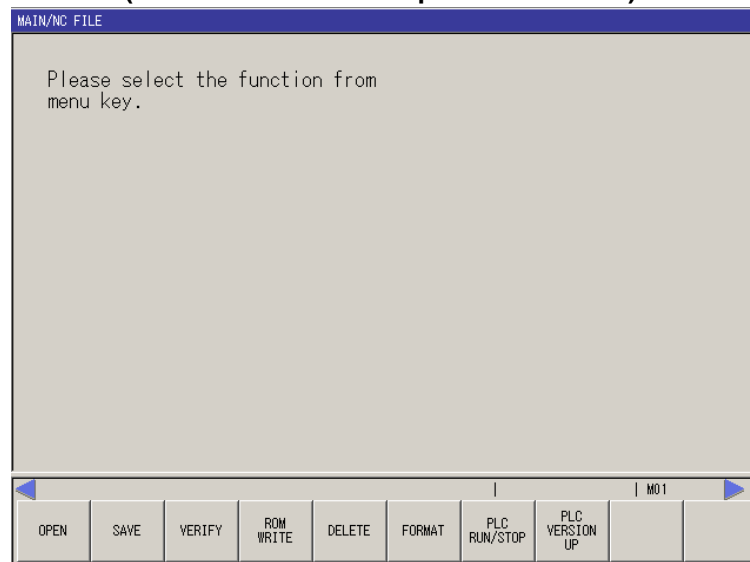 MAIN/NC FILE
Please select the function from
menu key.
| | M01
OPEN SAVE VERIFY ROM WRITE DELETE FORMAT PLC RUN/STOP PLC VERSION UP